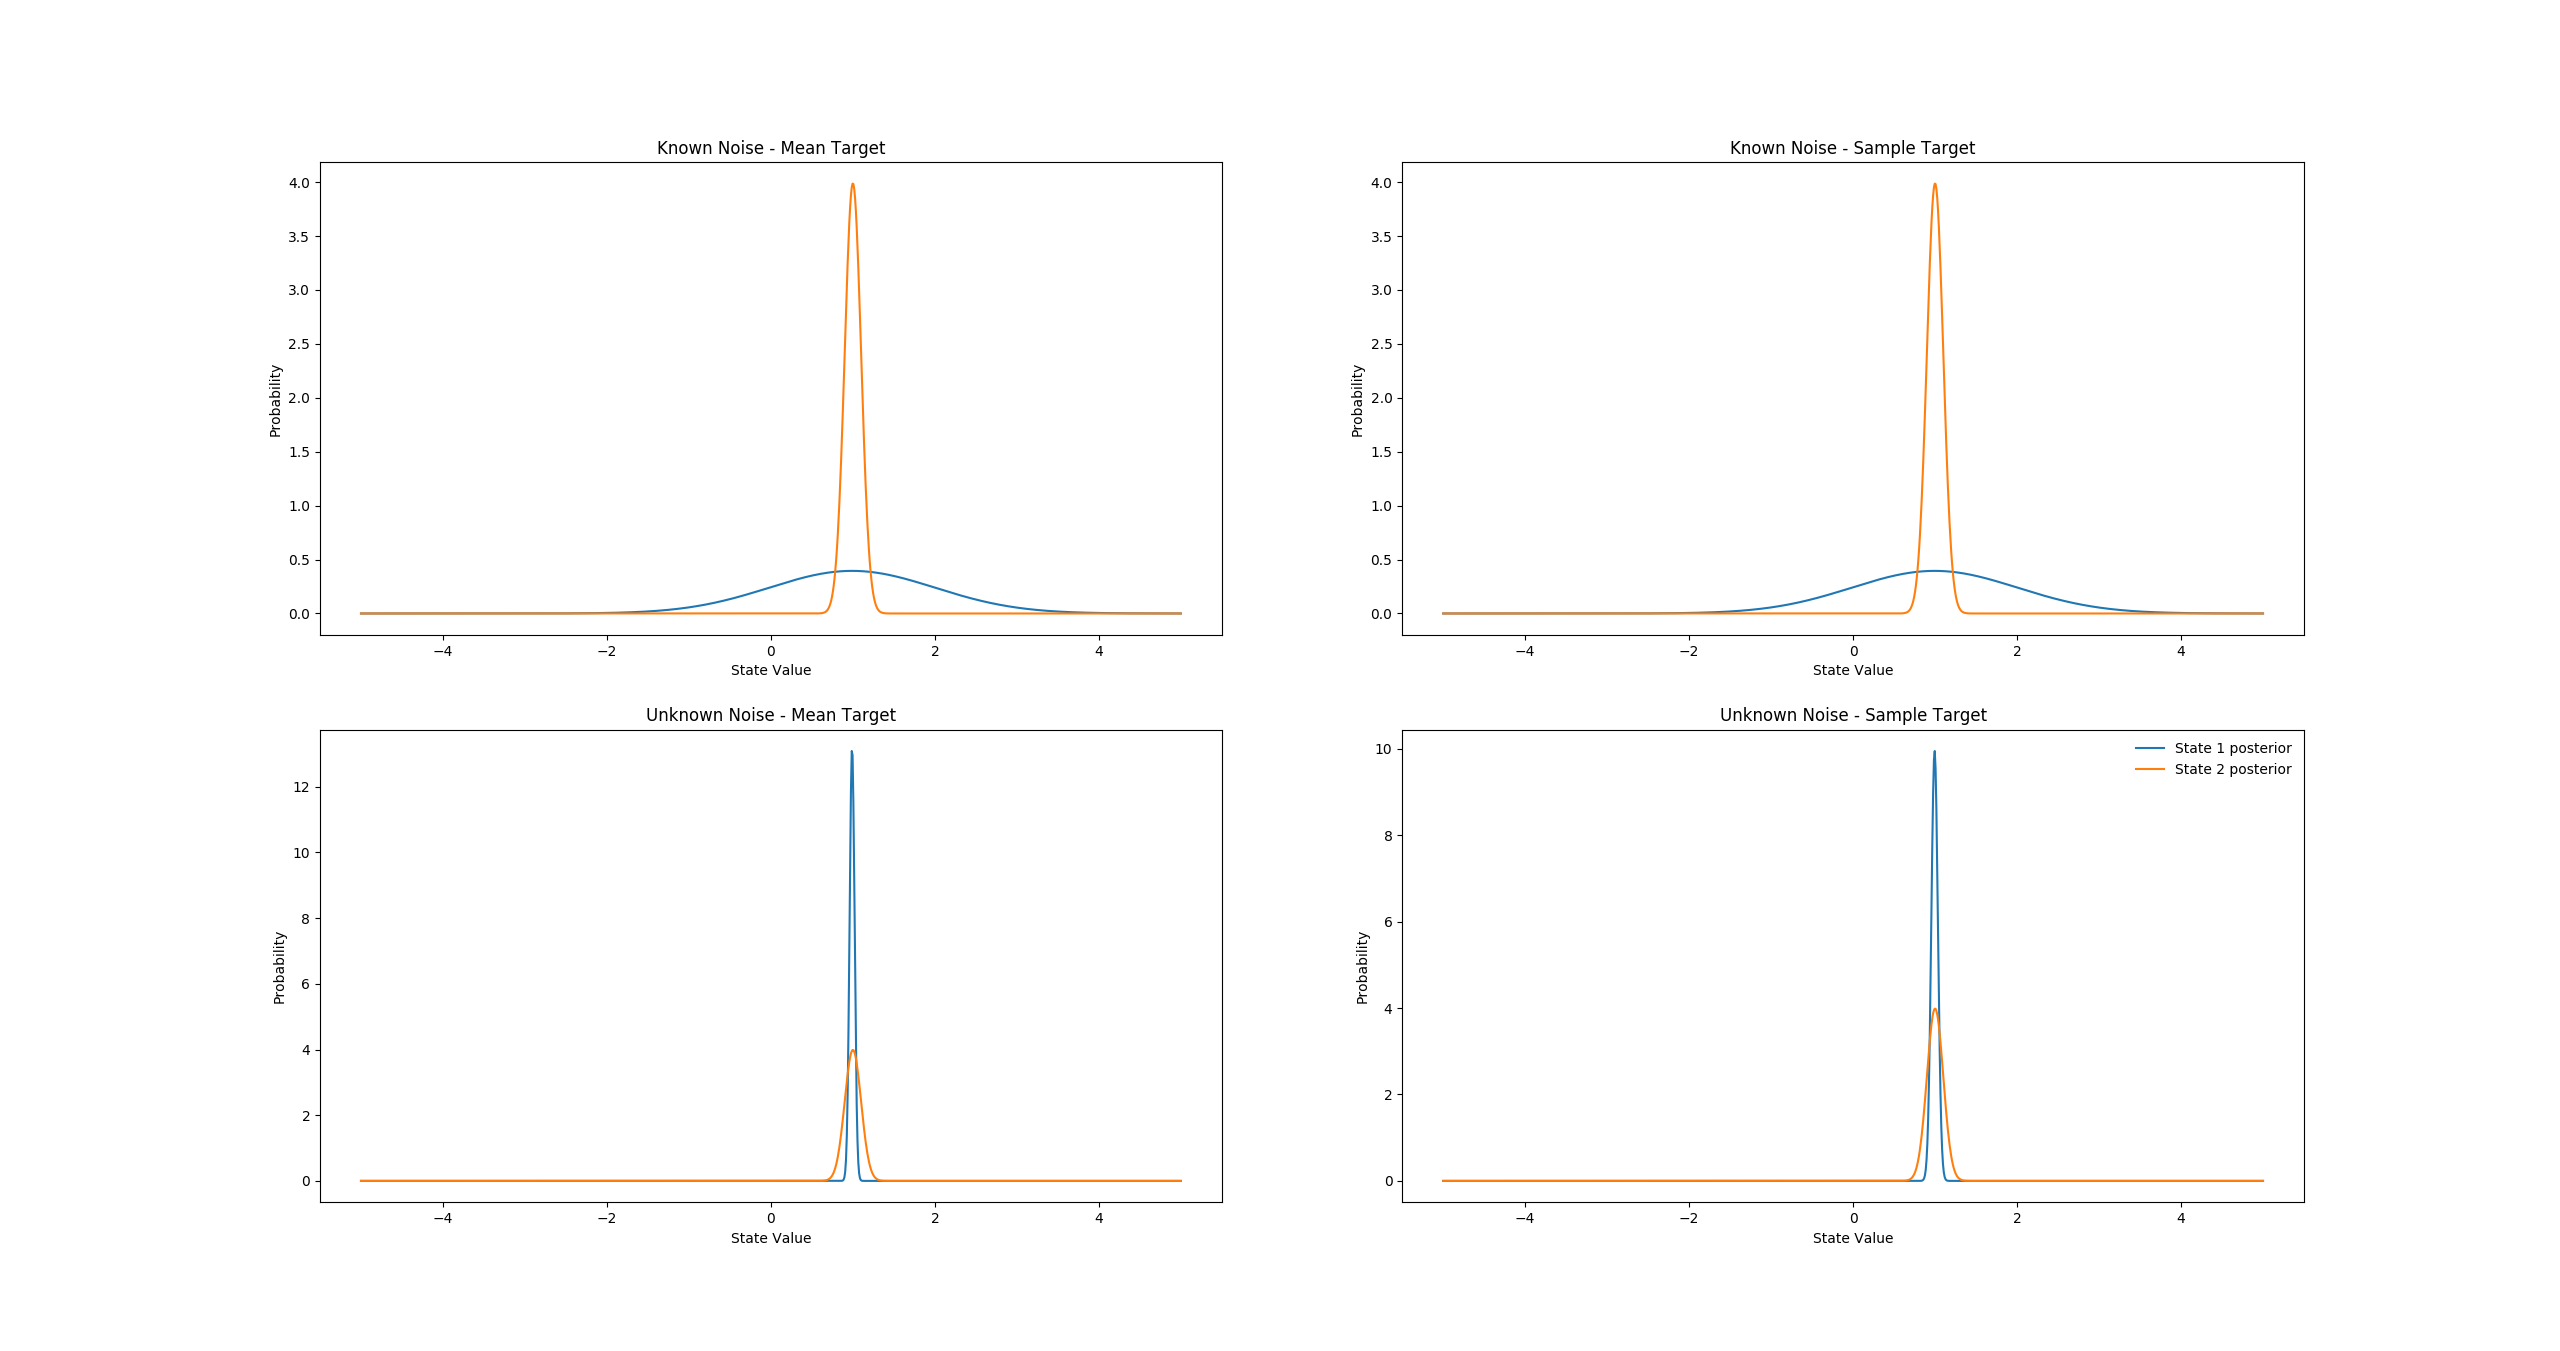 Known Noise - Mean Target
4.0
3.5
3.0
2.5
2.0
1.5
1.0
0.5
0.0
Probability
−4 −2 0 2 4
State Value
Known Noise - Sample Target
4.0
3.5
3.0
2.5
2.0
1.5
1.0
0.5
0.0
Probability
−4 −2 0 2 4
State Value
Unknown Noise - Mean Target
12
10
8
6
4
2
0
Probability
−4 −2 0 2 4
State Value
Unknown Noise - Sample Target
State 1 posterior
State 2 posterior
10
8
6
4
2
0
Probability
−4 −2 0 2 4
State Value